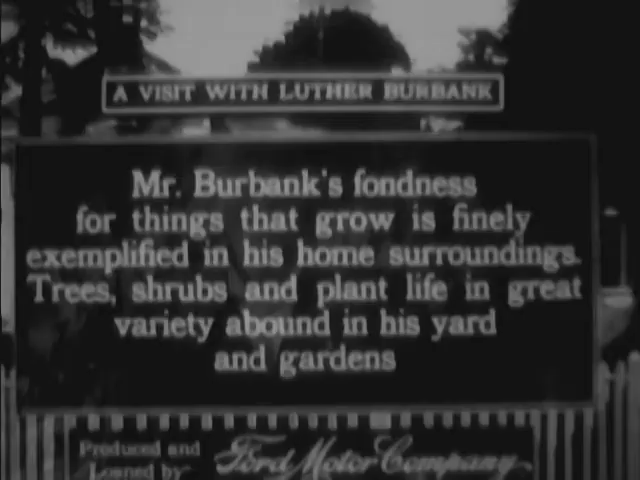 A VISIT WITH LUTHER BURBANK
Mr. Burbank's fondness
for things that grow is finely
exemplified in his home surroundings.
Trees, shrubs and plant life in great
variety abound in his yard
and gardens
Produced and
Loaned by
Ford Motor Company